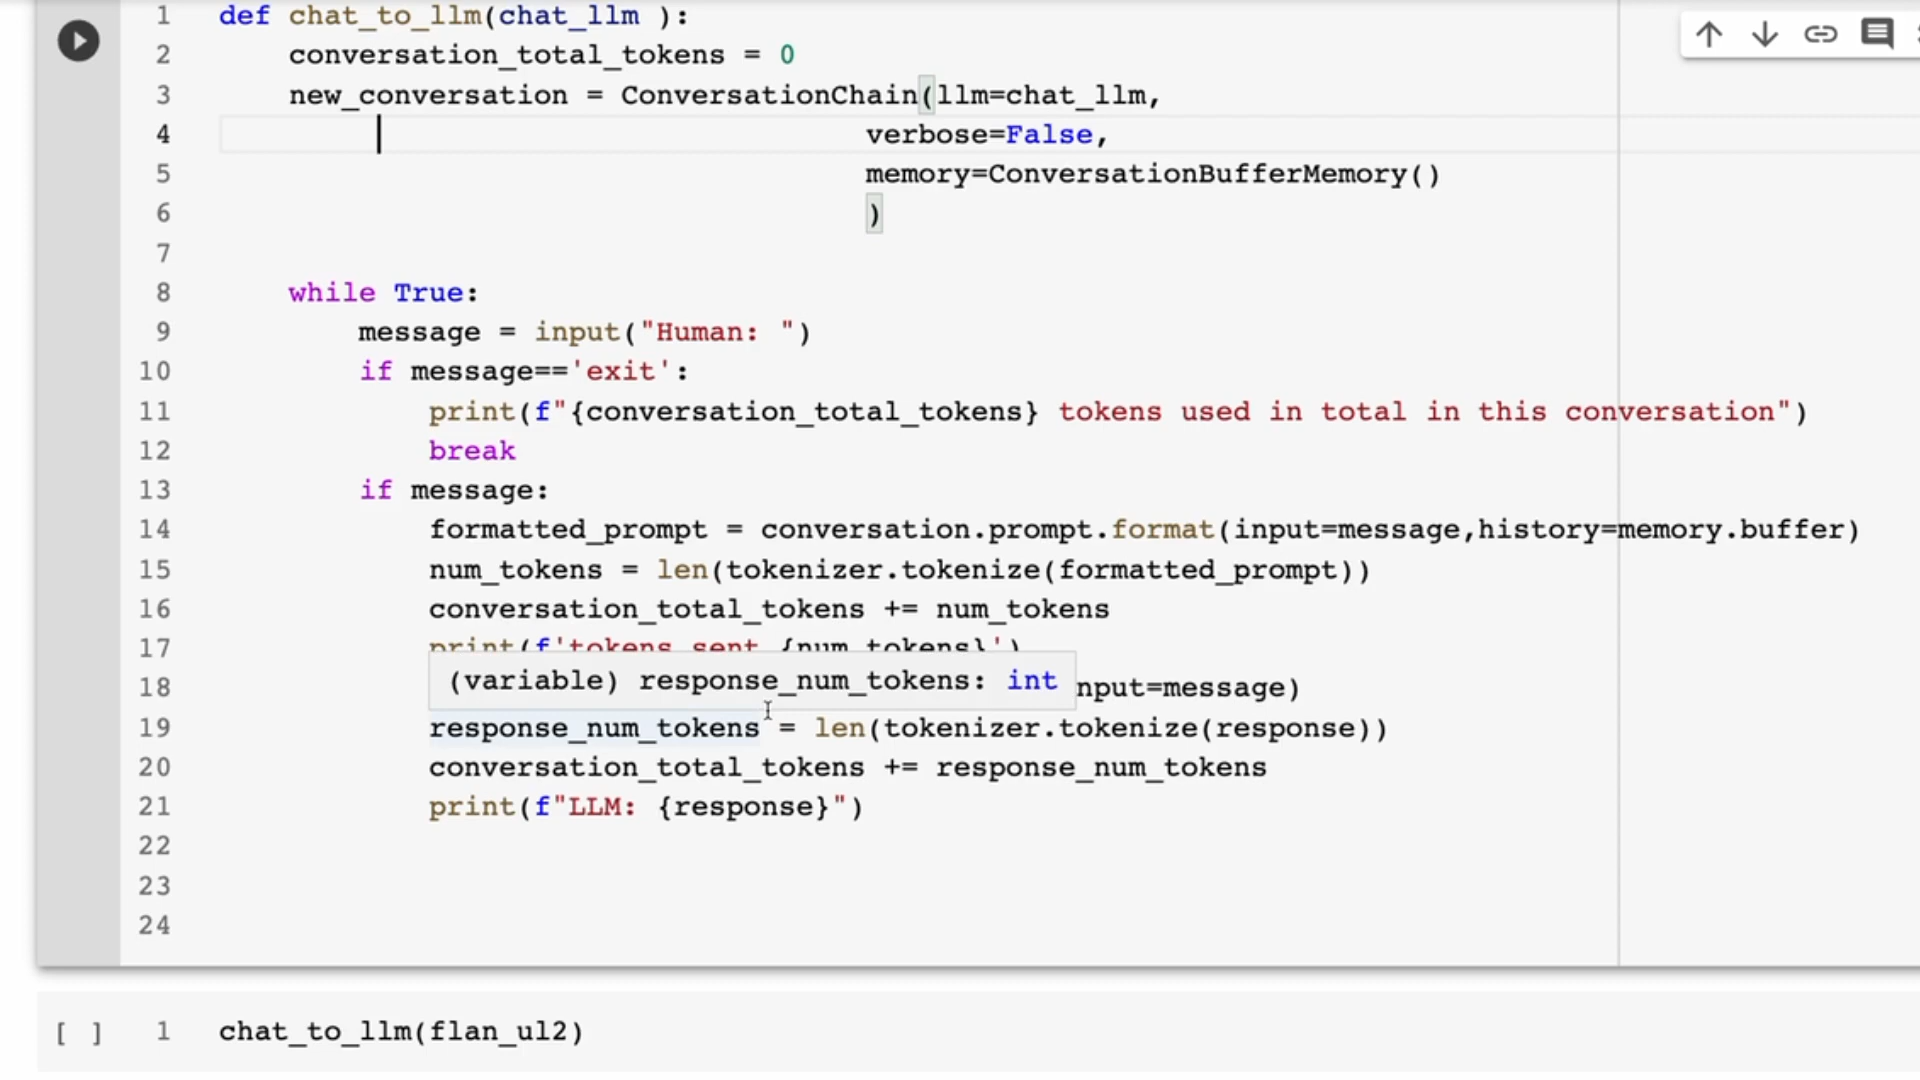 1 def chat_to_llm(chat_llm ):
2 conversation_total_tokens = 0
3 new_conversation = ConversationChain(llm=chat_llm,
4 verbose=False,
5 memory=ConversationBufferMemory()
6 )
7
8 while True:
9 message = input("Human: ")
10 if message=='exit':
11 print(f"{conversation_total_tokens} tokens used in total in this conversation")
12 break
13 if message:
14 formatted_prompt = conversation.prompt.format(input=message,history=memory.buffer)
15 num_tokens = len(tokenizer.tokenize(formatted_prompt))
16 conversation_total_tokens += num_tokens
17 print(f'tokens sent {num_tokens}')
(variable) response_num_tokens: int
18 nput=message)
19 response_num_tokens = len(tokenizer.tokenize(response))
20 conversation_total_tokens += response_num_tokens
21 print(f"LLM: {response}")
22
23
24
[ ] 1 chat_to_llm(flan_ul2)